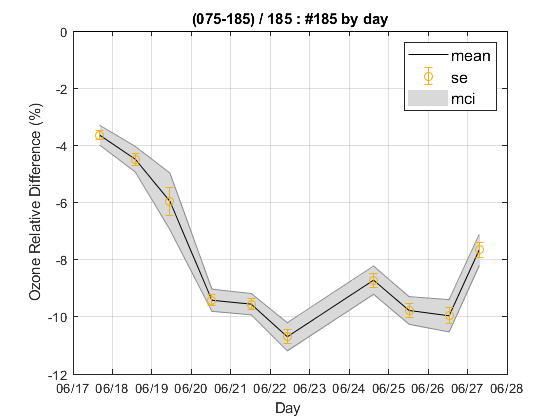 (075-185) / 185 : #185 by day
Ozone Relative Difference (%)
0
-2
-4
-6
-8
-10
-12
mean
se
mci
06/17 06/18 06/19 06/20 06/21 06/22 06/23 06/24 06/25 06/26 06/27 06/28
Day